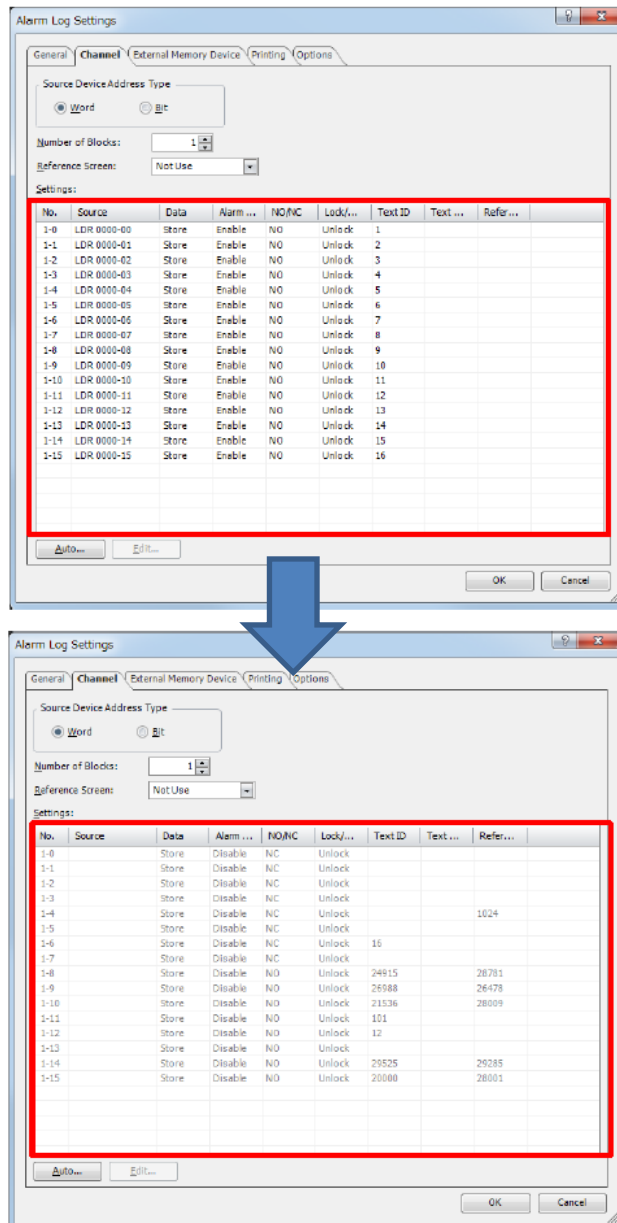 Alarm Log Settings
General Channel External Memory Device Printing Options
Source Device Address Type
Word Bit
Number of Blocks: 1
Reference Screen: Not Use
Settings:
No. Source Data Alarm ... NO/NC Lock/... Text ID Text ... Refer...
1-0 LDR 0000-00 Store Enable NO Unlock 1
1-1 LDR 0000-01 Store Enable NO Unlock 2
1-2 LDR 0000-02 Store Enable NO Unlock 3
1-3 LDR 0000-03 Store Enable NO Unlock 4
1-4 LDR 0000-04 Store Enable NO Unlock 5
1-5 LDR 0000-05 Store Enable NO Unlock 6
1-6 LDR 0000-06 Store Enable NO Unlock 7
1-7 LDR 0000-07 Store Enable NO Unlock 8
1-8 LDR 0000-08 Store Enable NO Unlock 9
1-9 LDR 0000-09 Store Enable NO Unlock 10
1-10 LDR 0000-10 Store Enable NO Unlock 11
1-11 LDR 0000-11 Store Enable NO Unlock 12
1-12 LDR 0000-12 Store Enable NO Unlock 13
1-13 LDR 0000-13 Store Enable NO Unlock 14
1-14 LDR 0000-14 Store Enable NO Unlock 15
1-15 LDR 0000-15 Store Enable NO Unlock 16
Auto... Edit...
OK Cancel
Alarm Log Settings
General Channel External Memory Device Printing Options
Source Device Address Type
Word Bit
Number of Blocks: 1
Reference Screen: Not Use
Settings:
No. Source Data Alarm ... NO/NC Lock/... Text ID Text ... Refer...
1-0 Store Disable NC Unlock
1-1 Store Disable NC Unlock
1-2 Store Disable NC Unlock
1-3 Store Disable NC Unlock
1-4 Store Disable NC Unlock 1024
1-5 Store Disable NC Unlock
1-6 Store Disable NC Unlock 16
1-7 Store Disable NC Unlock
1-8 Store Disable NO Unlock 24915 28781
1-9 Store Disable NO Unlock 26988 26478
1-10 Store Disable NO Unlock 21536 28009
1-11 Store Disable NO Unlock 101
1-12 Store Disable NO Unlock 12
1-13 Store Disable NO Unlock
1-14 Store Disable NO Unlock 29525 29285
1-15 Store Disable NO Unlock 20000 28001
Auto... Edit...
OK Cancel